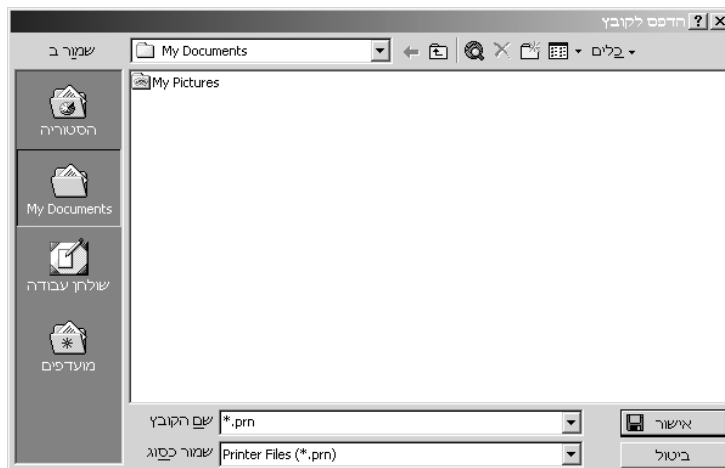 הדפס לקובץ
שמור ב
My Documents
כלים
הסטוריה
My Documents
שולחן עבודה
מועדפים
My Pictures
שם הקובץ
*.prn
אישור
שמור כסוג
Printer Files (*.prn)
ביטול